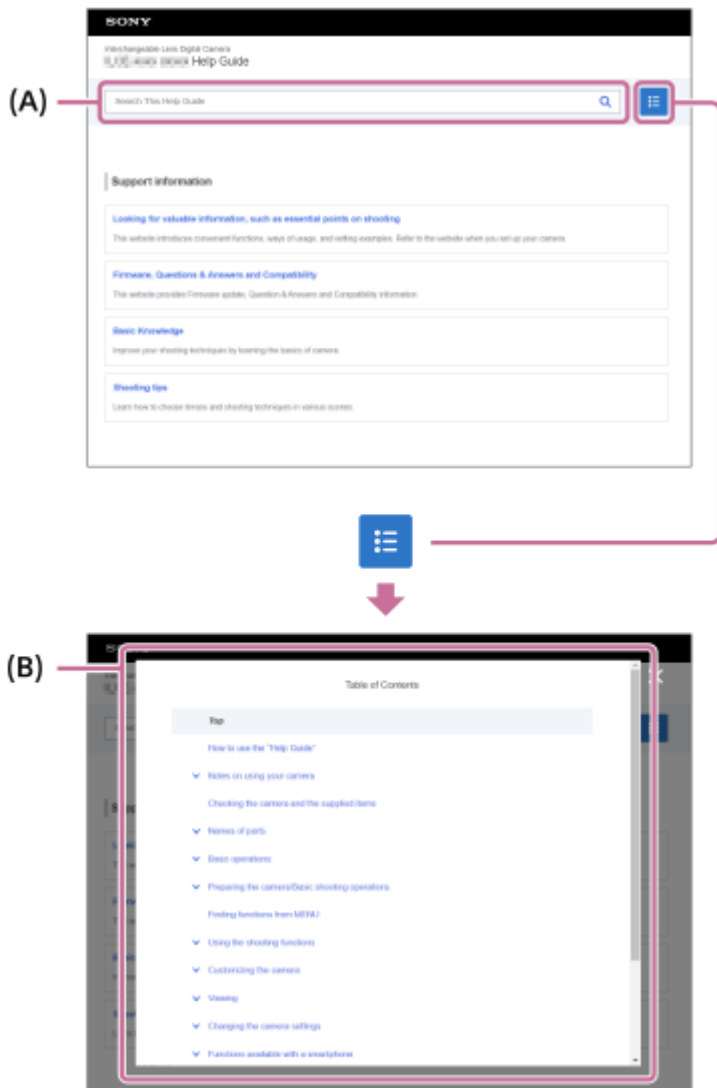 SONY
Interchangeable Lens Digital Camera
Help Guide
(A)
Search This Help Guide
Support information
Looking for valuable information, such as essential points on shooting
This website introduces convenient functions, ways of usage, and setting examples. Refer to the website when you set up your camera.
Firmware, Questions & Answers and Compatibility
This website provides Firmware update, Question & Answers and Compatibility information
Basic Knowledge
Improve your shooting techniques by learning the basics of camera.
Shooting tips
Learn how to choose lenses and shooting techniques in various scenes.
(B)
Table of Contents
Top
How to use the "Help Guide"
Notes on using your camera
Checking the camera and the supplied items
Names of parts
Basic operations
Preparing the camera/Basic shooting operations
Finding functions from MENU
Using the shooting functions
Customizing the camera
Viewing
Changing the camera settings
Functions available with a smartphone